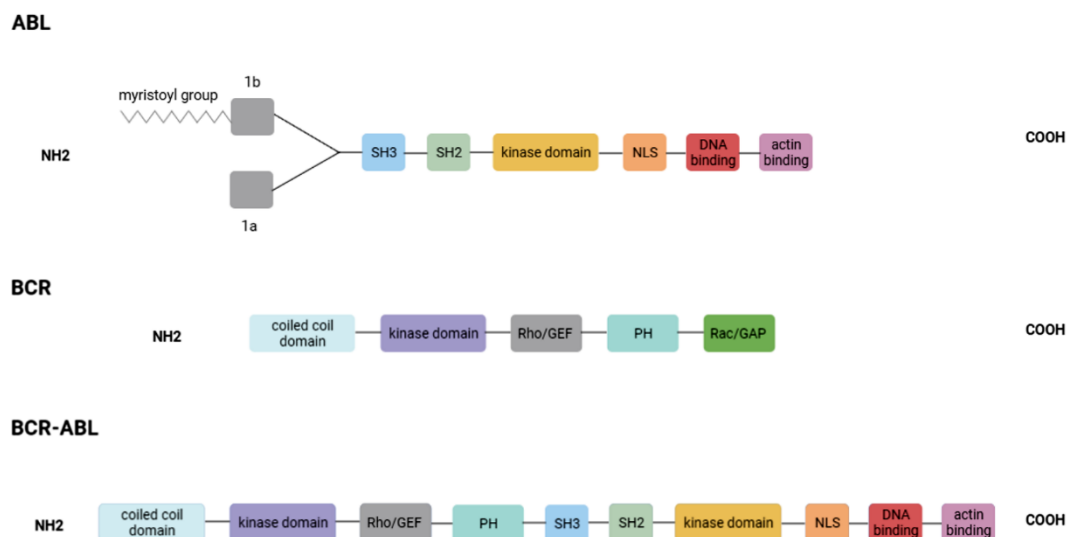 ABL
1b
myristoyl group
NH2
SH3
SH2
kinase domain
NLS
DNA
binding
actin
binding
COOH
1a
BCR
NH2
coiled coil
domain
kinase domain
Rho/GEF
PH
Rac/GAP
COOH
BCR-ABL
NH2
coiled coil
domain
kinase domain
Rho/GEF
PH
SH3
SH2
kinase domain
NLS
DNA
binding
actin
binding
COOH